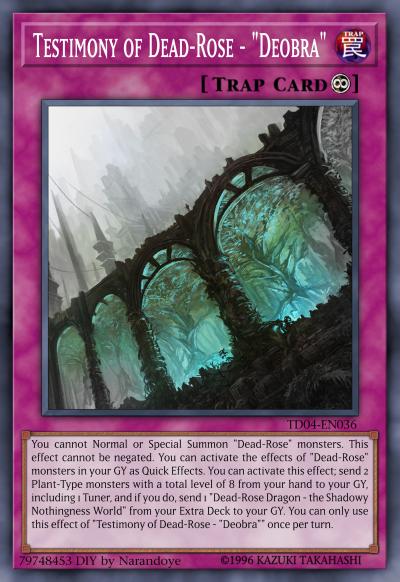 Testimony of Dead-Rose - "Deobra"
TRAP
罠
[Trap Card]
TD04-EN036
You cannot Normal or Special Summon "Dead-Rose" monsters. This
effect cannot be negated. You can activate the effects of "Dead-Rose"
monsters in your GY as Quick Effects. You can activate this effect; send 2
Plant-Type monsters with a total level of 8 from your hand to your GY,
including 1 Tuner, and if you do, send 1 "Dead-Rose Dragon - the Shadowy
Nothingness World" from your Extra Deck to your GY. You can only use
this effect of "Testimony of Dead-Rose - "Deobra"" once per turn.
79748453 DIY by Narandoye
©1996 KAZUKI TAKAHASHI